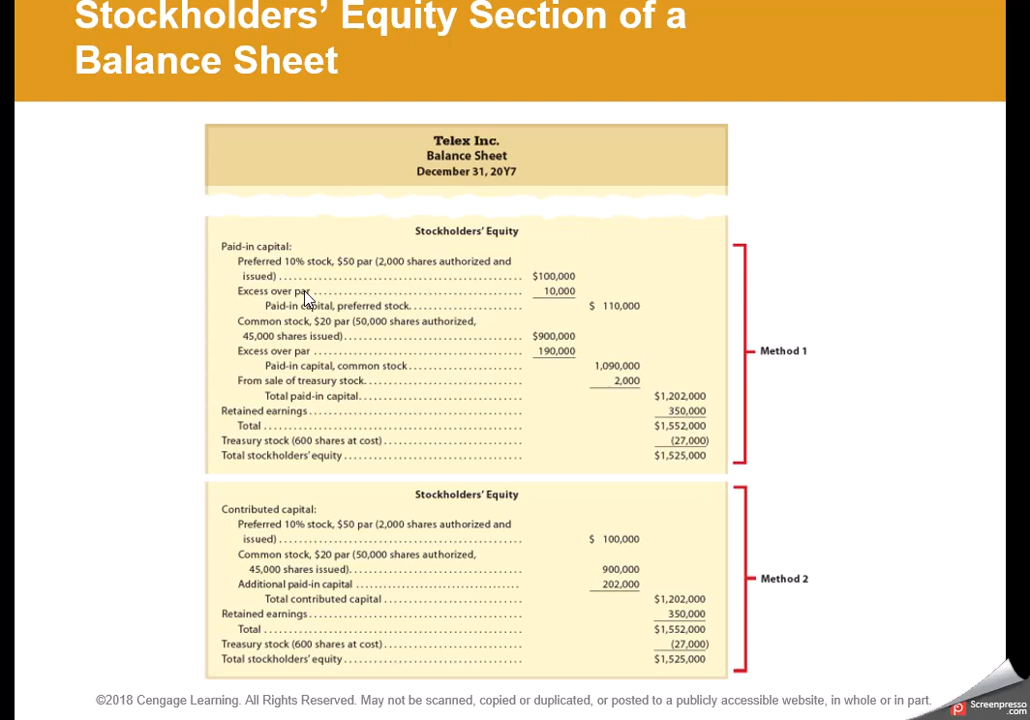 Stockholders' Equity Section of a
Balance Sheet
Telex Inc.
Balance Sheet
December 31, 20Y7
Stockholders' Equity
Paid-in capital:
Preferred 10% stock, $50 par (2,000 shares authorized and
issued) $100,000
Excess over par 10,000
Paid-in capital, preferred stock $ 110,000
Common stock, $20 par (50,000 shares authorized,
45,000 shares issued) $900,000
Excess over par 190,000
Paid-in capital, common stock 1,090,000
From sale of treasury stock 2,000
Total paid-in capital $1,202,000
Retained earnings 350,000
Total $1,552,000
Treasury stock (600 shares at cost) (27,000)
Total stockholders' equity $1,525,000
Method 1
Stockholders' Equity
Contributed capital:
Preferred 10% stock, $50 par (2,000 shares authorized and
issued) $ 100,000
Common stock, $20 par (50,000 shares authorized,
45,000 shares issued) 900,000
Additional paid-in capital 202,000
Total contributed capital $1,202,000
Retained earnings 350,000
Total $1,552,000
Treasury stock (600 shares at cost) (27,000)
Total stockholders' equity $1,525,000
Method 2
©2018 Cengage Learning. All Rights Reserved. May not be scanned, copied or duplicated, or posted to a publicly accessible website, in whole or in part.
Screenpresso
.com